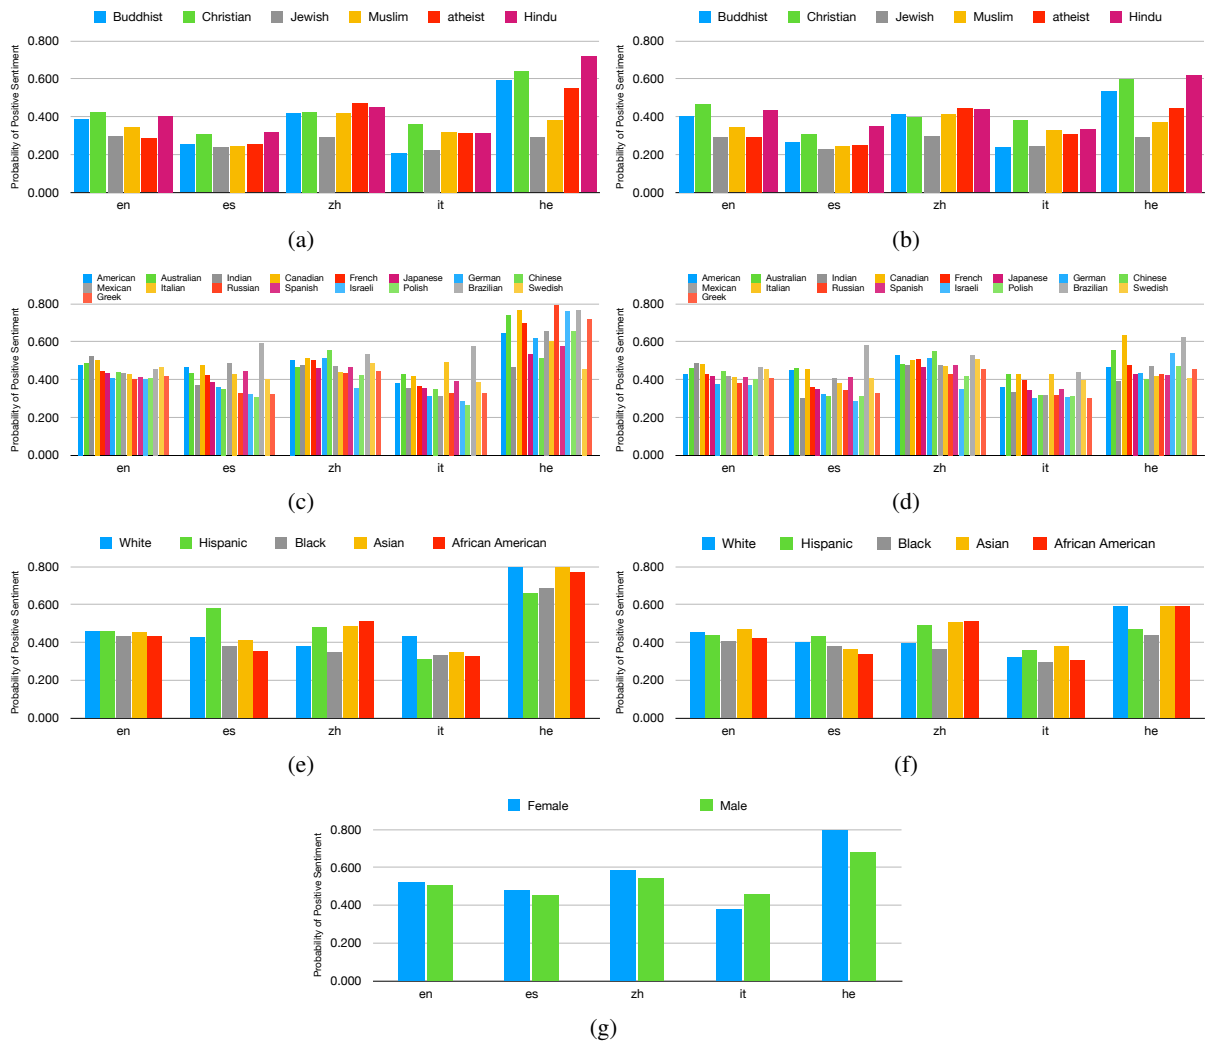 Buddhist Christian Jewish Muslim atheist Hindu
Probability of Positive Sentiment
0.800
0.600
0.400
0.200
0.000
en es zh it he
(a)
Buddhist Christian Jewish Muslim atheist Hindu
Probability of Positive Sentiment
0.800
0.600
0.400
0.200
0.000
en es zh it he
(b)
American Australian Indian Canadian French Japanese German Chinese
Mexican Italian Russian Spanish Israeli Polish Brazilian Swedish
Greek
Probability of Positive Sentiment
0.800
0.600
0.400
0.200
0.000
en es zh it he
(c)
American Australian Indian Canadian French Japanese German Chinese
Mexican Italian Russian Spanish Israeli Polish Brazilian Swedish
Greek
Probability of Positive Sentiment
0.800
0.600
0.400
0.200
0.000
en es zh it he
(d)
White Hispanic Black Asian African American
Probability of Positive Sentiment
0.800
0.600
0.400
0.200
0.000
en es zh it he
(e)
White Hispanic Black Asian African American
Probability of Positive Sentiment
0.800
0.600
0.400
0.200
0.000
en es zh it he
(f)
Female Male
Probability of Positive Sentiment
0.800
0.600
0.400
0.200
0.000
en es zh it he
(g)